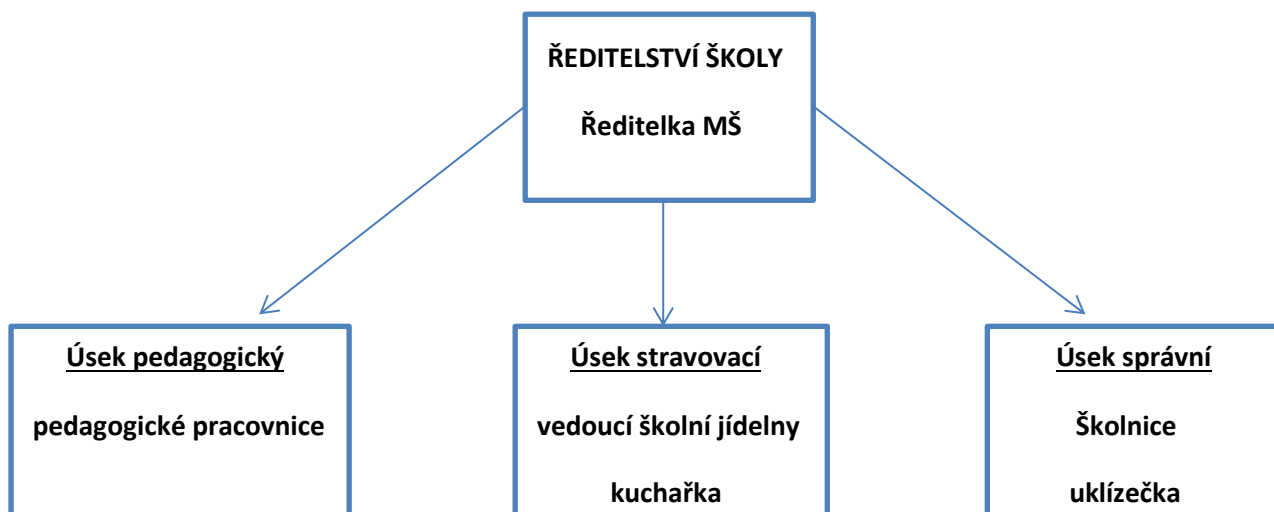 ŘEDITELSTVÍ ŠKOLY
Ředitelka MŠ
Úsek pedagogický
pedagogické pracovnice
Úsek stravovací
vedoucí školní jídelny
kuchařka
Úsek správní
Školnice
uklízečka